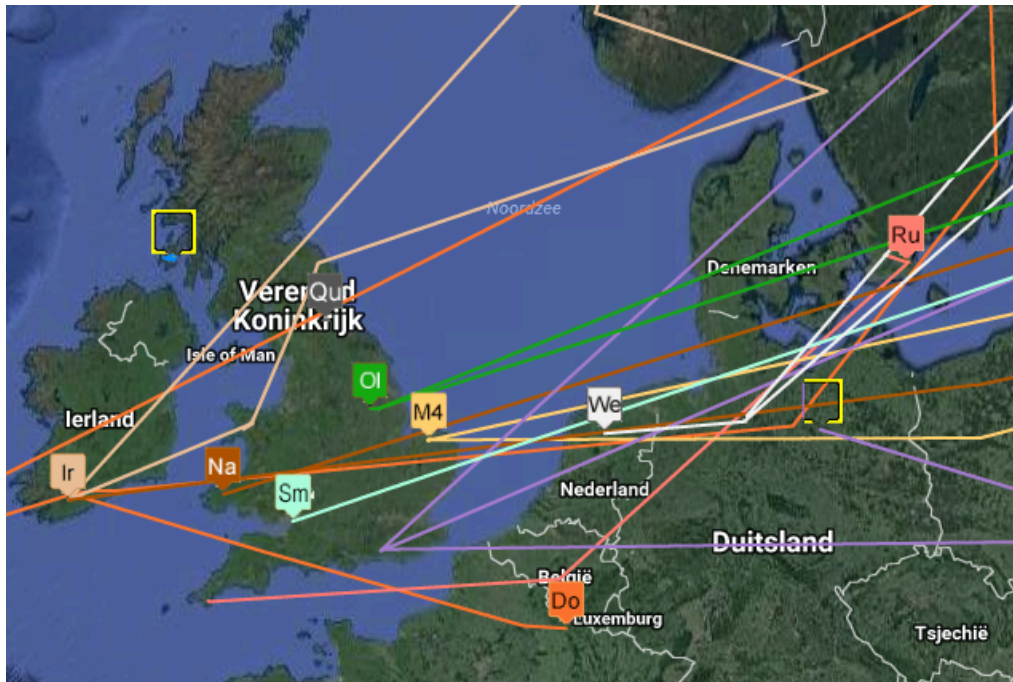 Noordzee
Ru
Denemarken
Verenigd
Koninkrijk
Qu
Isle of Man
Ol
Ierland
M4
We
Ir
Na
Sm
Nederland
Duitsland
België
Do
Luxemburg
Tsjechië